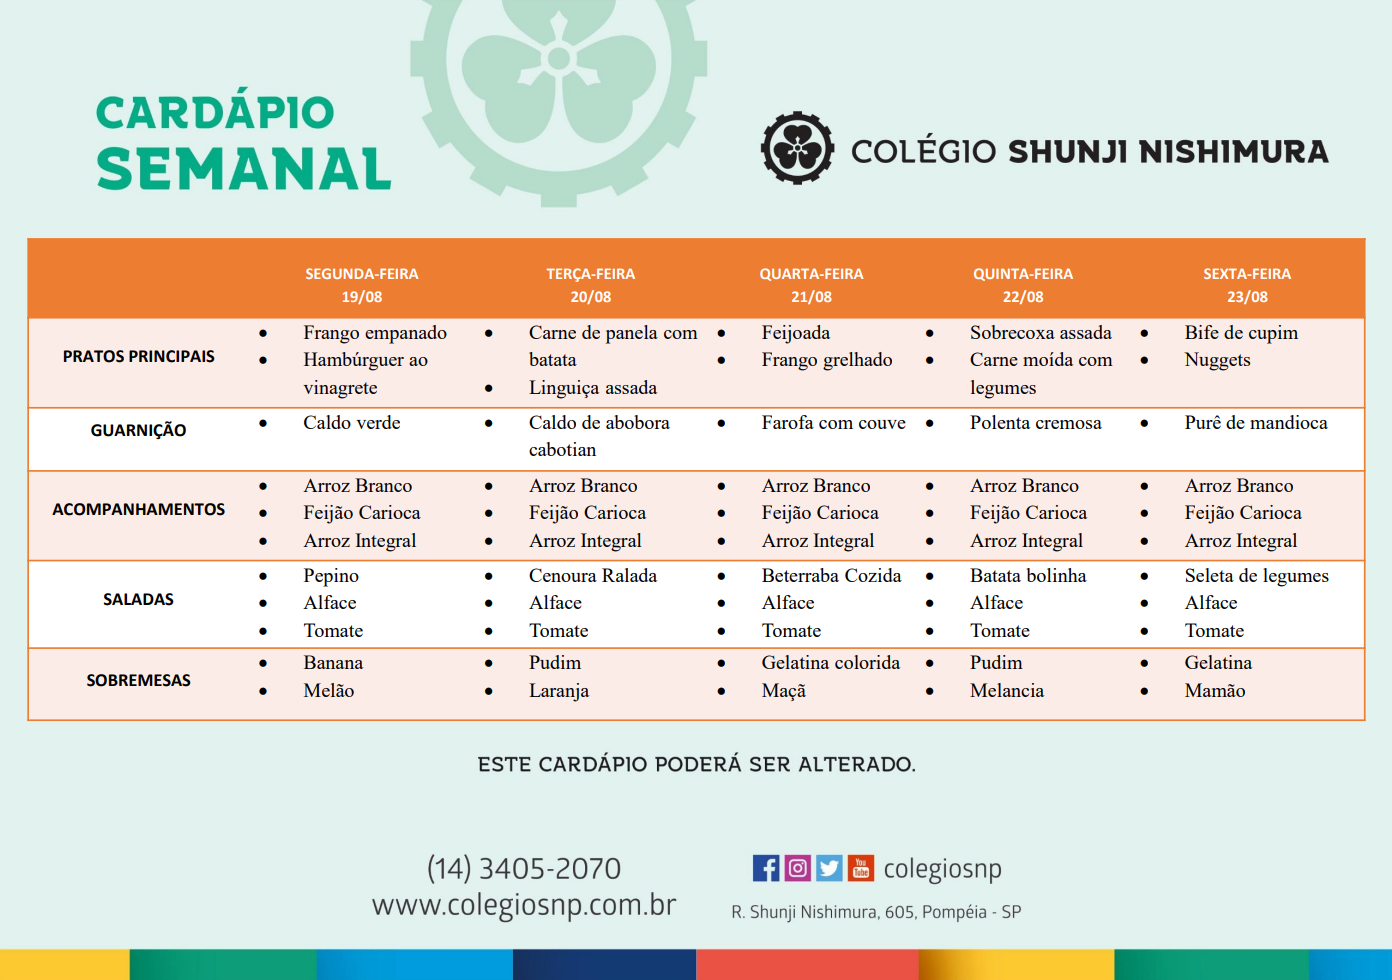 CARDÁPIO
SEMANAL
COLÉGIO SHUNJI NISHIMURA
SEGUNDA-FEIRA
19/08
TERÇA-FEIRA
20/08
QUARTA-FEIRA
21/08
QUINTA-FEIRA
22/08
SEXTA-FEIRA
23/08
PRATOS PRINCIPAIS
• Frango empanado
• Hambúrguer ao
vinagrete
• Carne de panela com
batata
• Linguiça assada
• Feijoada
• Frango grelhado
• Sobrecoxa assada
• Carne moída com
legumes
• Bife de cupim
• Nuggets
GUARNIÇÃO
• Caldo verde
• Caldo de abobora
cabotian
• Farofa com couve
• Polenta cremosa
• Purê de mandioca
ACOMPANHAMENTOS
• Arroz Branco
• Feijão Carioca
• Arroz Integral
• Arroz Branco
• Feijão Carioca
• Arroz Integral
• Arroz Branco
• Feijão Carioca
• Arroz Integral
• Arroz Branco
• Feijão Carioca
• Arroz Integral
• Arroz Branco
• Feijão Carioca
• Arroz Integral
SALADAS
• Pepino
• Alface
• Tomate
• Cenoura Ralada
• Alface
• Tomate
• Beterraba Cozida
• Alface
• Tomate
• Batata bolinha
• Alface
• Tomate
• Seleta de legumes
• Alface
• Tomate
SOBREMESAS
• Banana
• Melão
• Pudim
• Laranja
• Gelatina colorida
• Maçã
• Pudim
• Melancia
• Gelatina
• Mamão
ESTE CARDÁPIO PODERÁ SER ALTERADO.
(14) 3405-2070
www.colegiosnp.com.br
You
Tube
colegiosnp
R. Shunji Nishimura, 605, Pompéia - SP